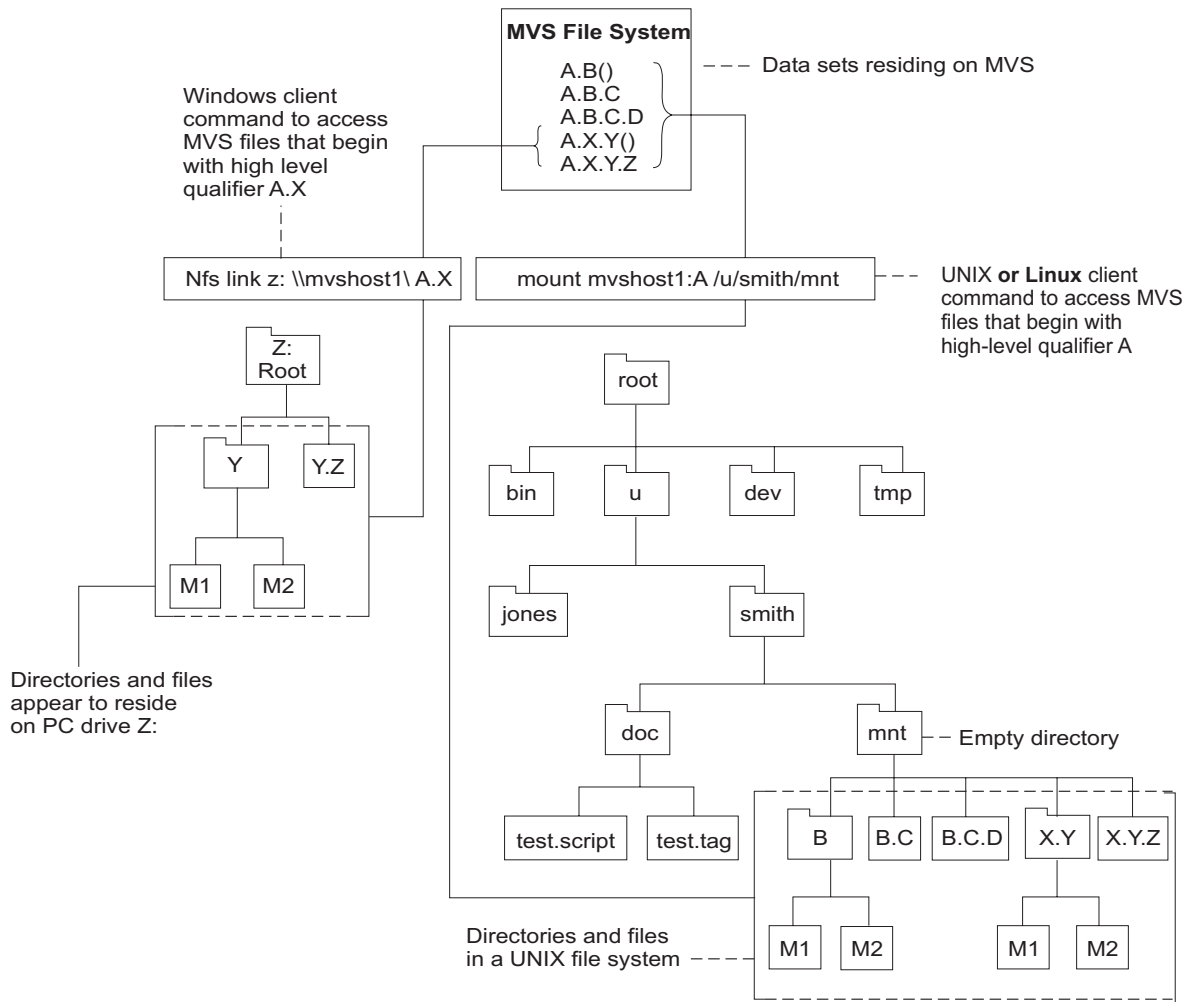 MVS File System
A.B()
A.B.C
A.B.C.D
A.X.Y()
A.X.Y.Z
Data sets residing on MVS
Windows client
command to access
MVS files that begin
with high level
qualifier A.X
Nfs link z: \\mvshost1\ A.X
mount mvshost1:A /u/smith/mnt
UNIX or Linux client
command to access MVS
files that begin with
high-level qualifier A
Z:
Root
Y
Y.Z
M1
M2
Directories and files
appear to reside
on PC drive Z:
root
bin
u
dev
tmp
jones
smith
doc
mnt
Empty directory
test.script
test.tag
B
B.C
B.C.D
X.Y
X.Y.Z
M1
M2
M1
M2
Directories and files
in a UNIX file system